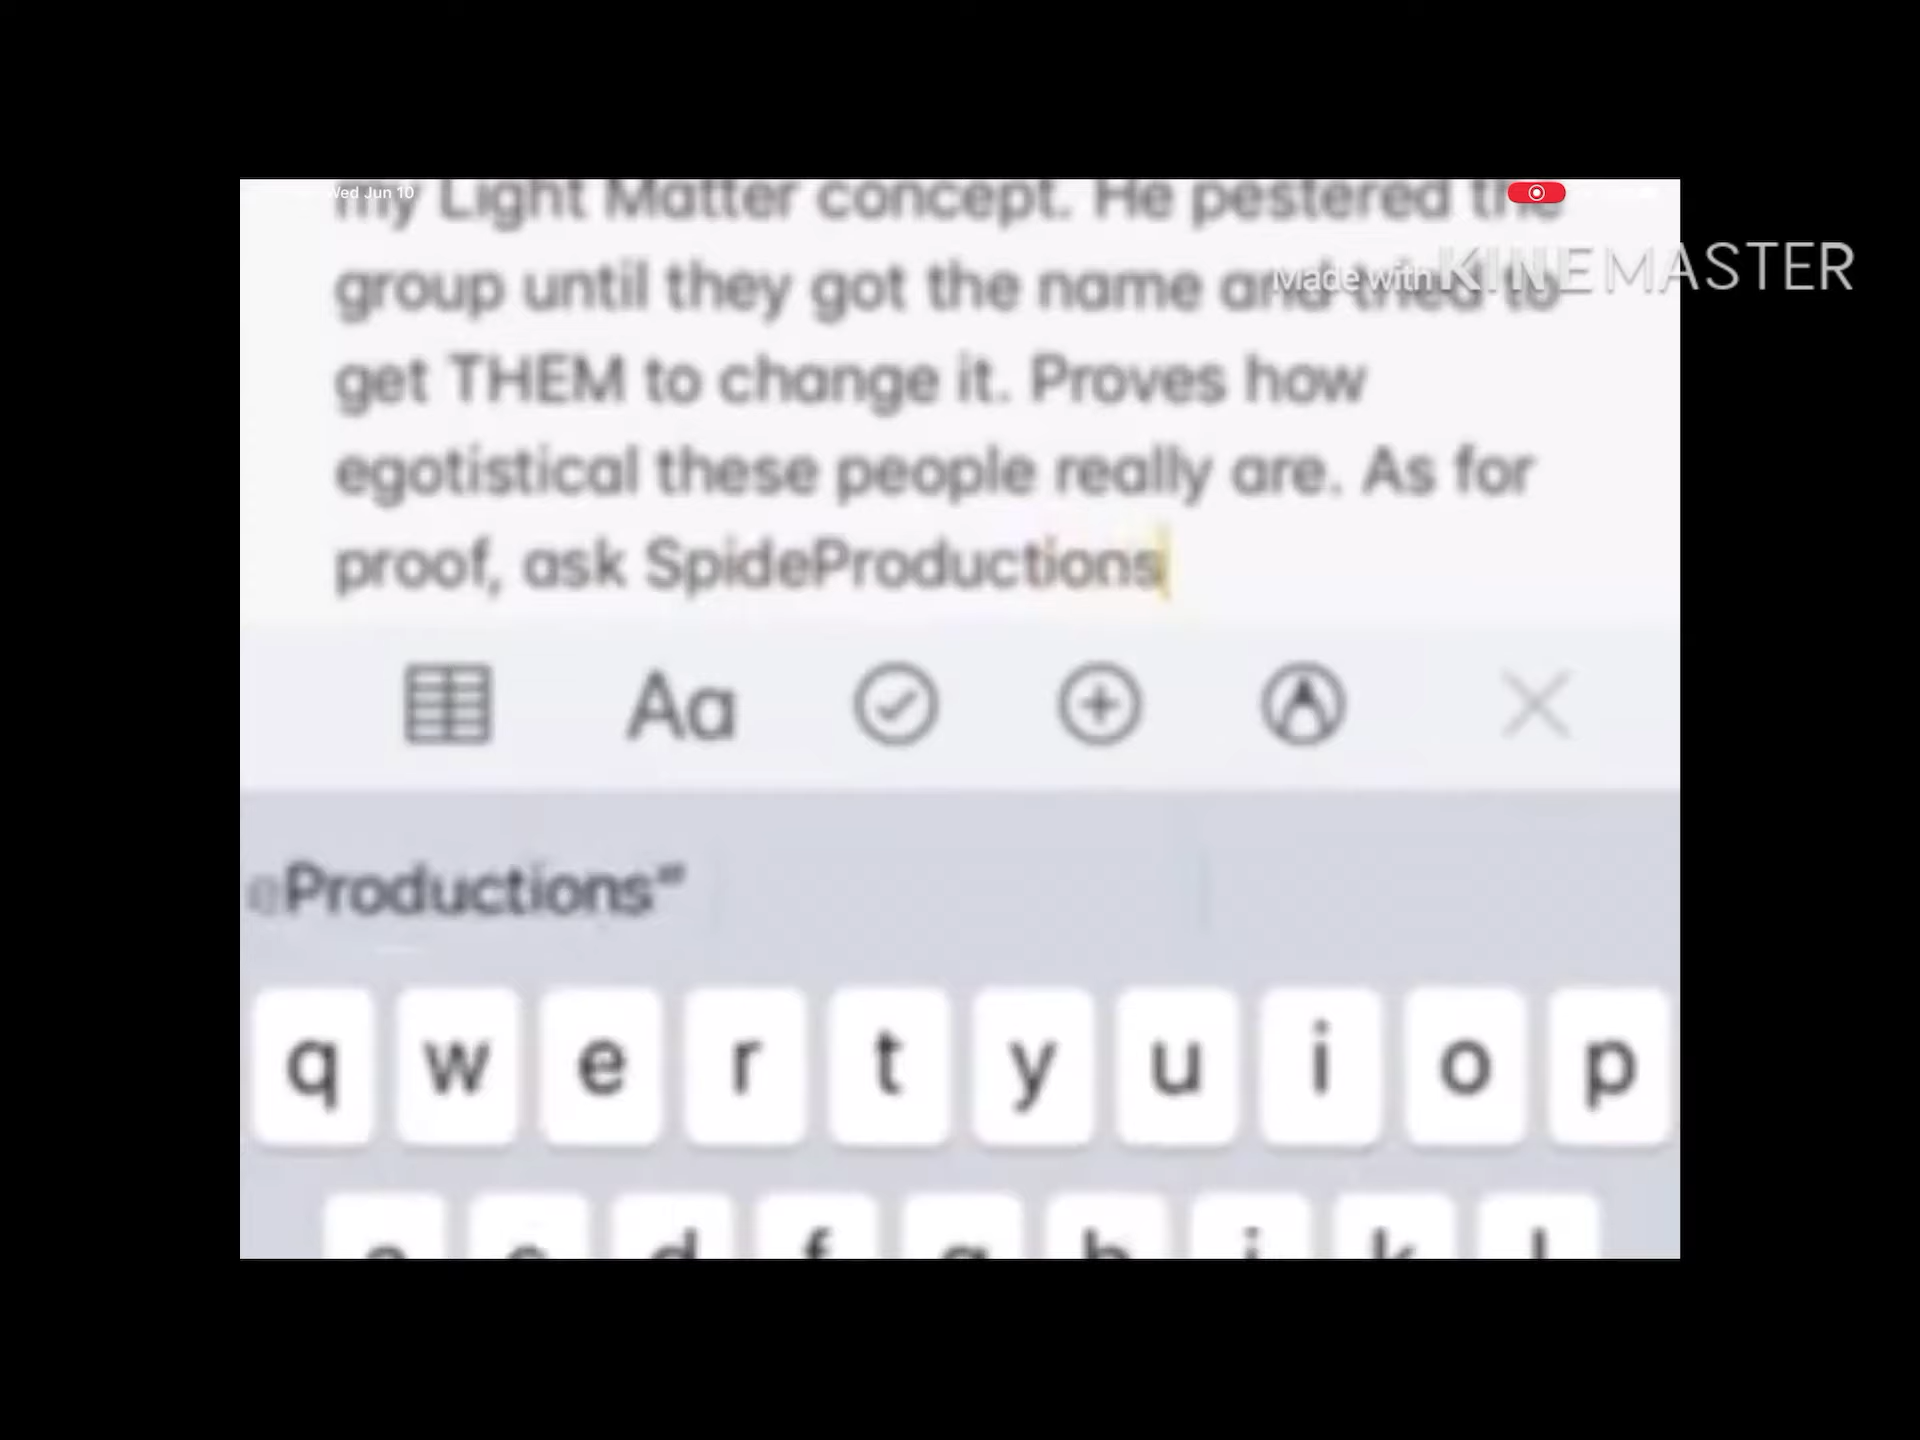 Wed Jun 10
my Light Matter concept. He pestered the
Made with KINEMASTER
group until they got the name and tried to
get THEM to change it. Proves how
egotistical these people really are. As for
proof, ask SpideProductions
Aa
eProductions”
q w e r t y u i o p
a s d f g h j k l